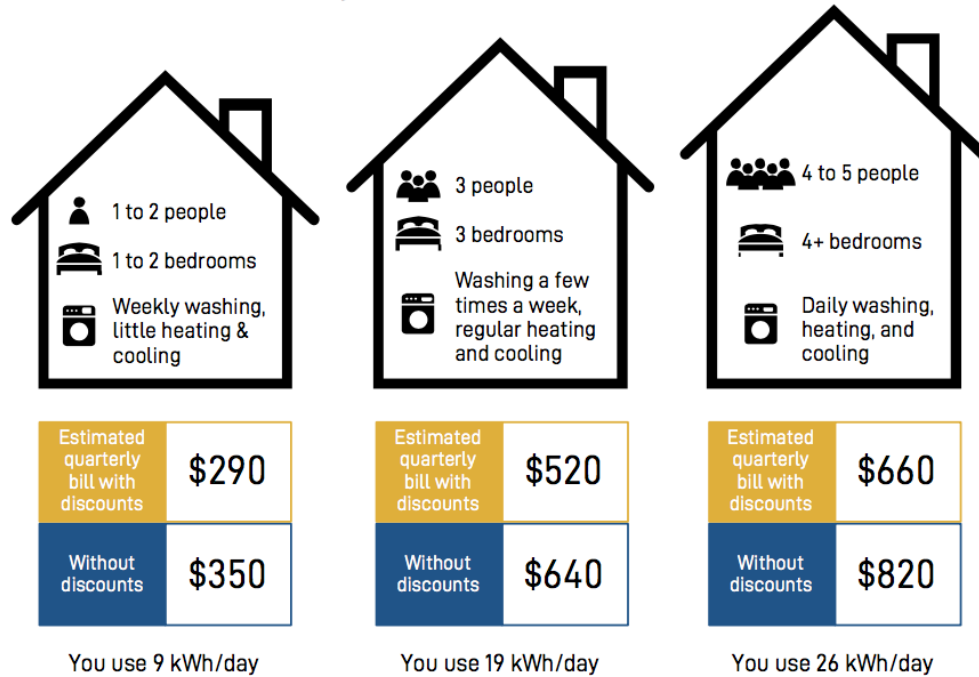 1 to 2 people
1 to 2 bedrooms
Weekly washing,
little heating &
cooling
Estimated
quarterly
bill with
discounts
$290
Without
discounts
$350
You use 9 kWh/day
3 people
3 bedrooms
Washing a few
times a week,
regular heating
and cooling
Estimated
quarterly
bill with
discounts
$520
Without
discounts
$640
You use 19 kWh/day
4 to 5 people
4+ bedrooms
Daily washing,
heating, and
cooling
Estimated
quarterly
bill with
discounts
$660
Without
discounts
$820
You use 26 kWh/day